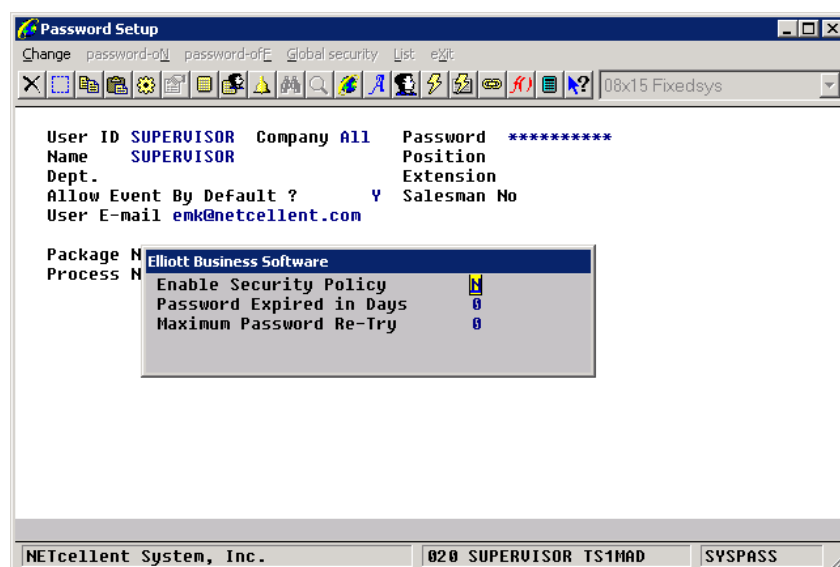 Password Setup
Change password-oN password-ofF Global security List eXit
08x15 Fixedsys
User ID SUPERVISOR Company All Password **********
Name SUPERVISOR Position
Dept. Extension
Allow Event By Default ? Y Salesman No
User E-mail emk@netcellent.com
Package N
Process N
Elliott Business Software
Enable Security Policy N
Password Expired in Days 0
Maximum Password Re-Try 0
NETcellent System, Inc. 020 SUPERVISOR TS1MAD SYSPASS